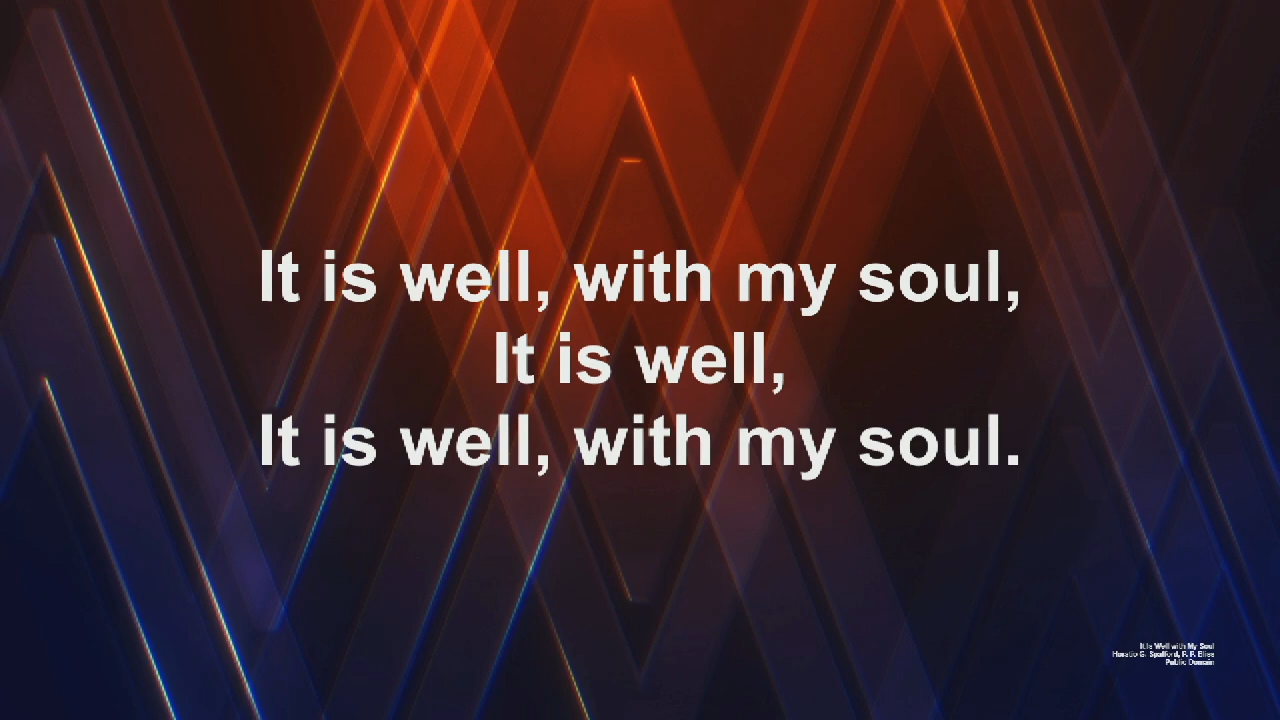 It is well, with my soul,
It is well,
It is well, with my soul.
It Is Well with My Soul
Horatio G. Spafford, P. P. Bliss
Public Domain